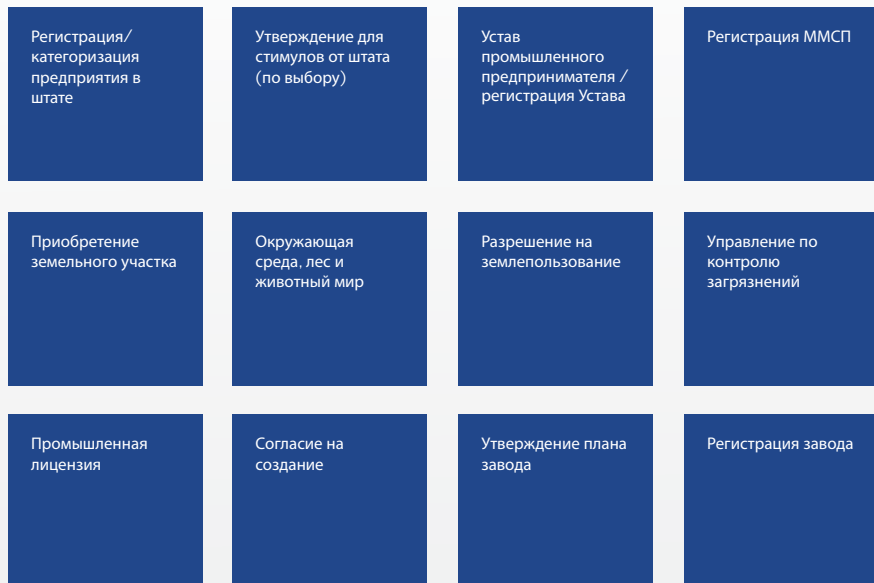 Регистрация/
категоризация
предприятия в
штате
Утверждение для
стимулов от штата
(по выбору)
Устав
промышленного
предпринимателя /
регистрация Устава
Регистрация ММСП
Приобретение
земельного участка
Окружающая
среда, лес и
животный мир
Разрешение на
землепользование
Управление по
контролю
загрязнений
Промышленная
лицензия
Согласие на
создание
Утверждение плана
завода
Регистрация завода